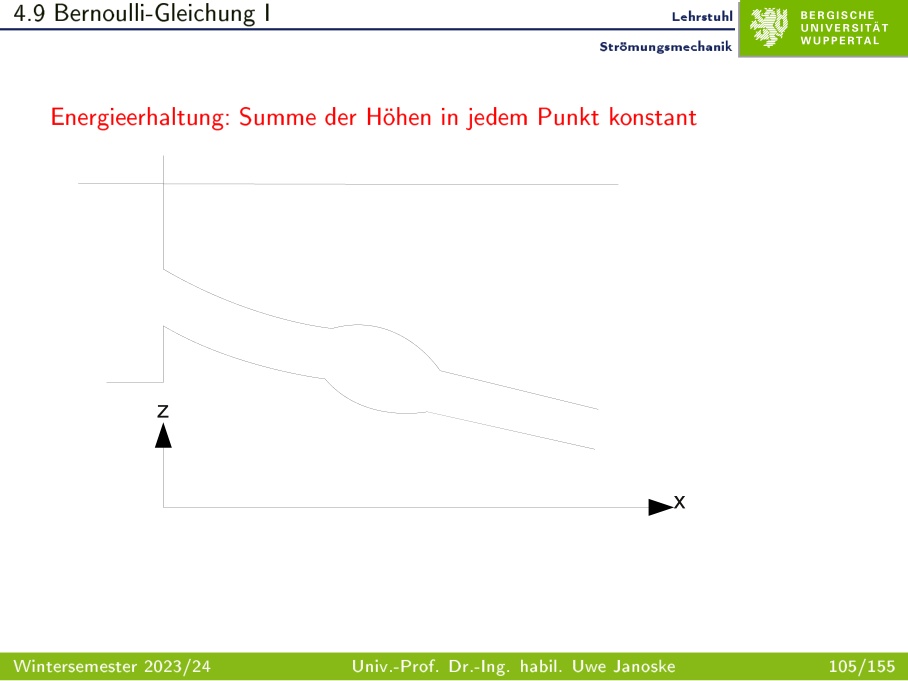 4.9 Bernoulli-Gleichung I
Lehrstuhl
Strömungsmechanik
BERGISCHE
UNIVERSITÄT
WUPPERTAL
Energieerhaltung: Summe der Höhen in jedem Punkt konstant
z
x
Wintersemester 2023/24
Univ.-Prof. Dr.-Ing. habil. Uwe Janoske
105/155